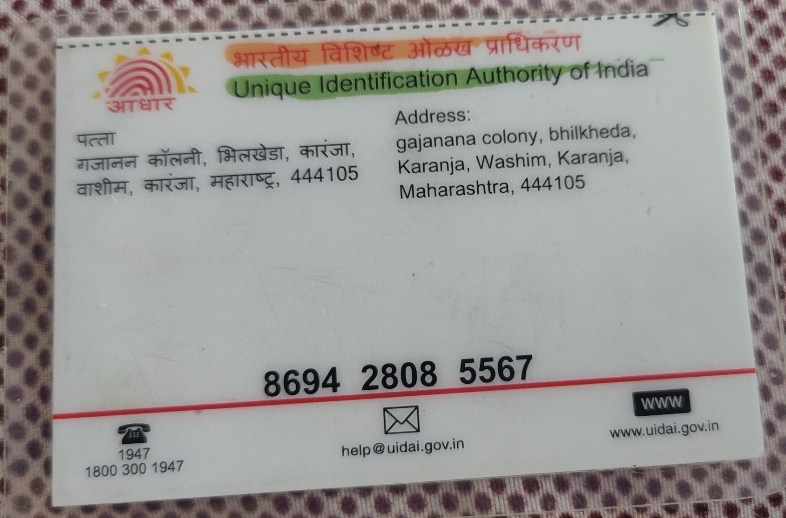 भारतीय विशिष्ट ओळख प्राधिकरण
Unique Identification Authority of India
आधार
पत्ता
गजानन कॉलनी, भिलखेडा, कारंजा,
वाशीम, कारंजा, महाराष्ट्र, 444105
Address:
gajanana colony, bhilkheda,
Karanja, Washim, Karanja,
Maharashtra, 444105
8694 2808 5567
1947
1800 300 1947
help@uidai.gov.in
www
www.uidai.gov.in